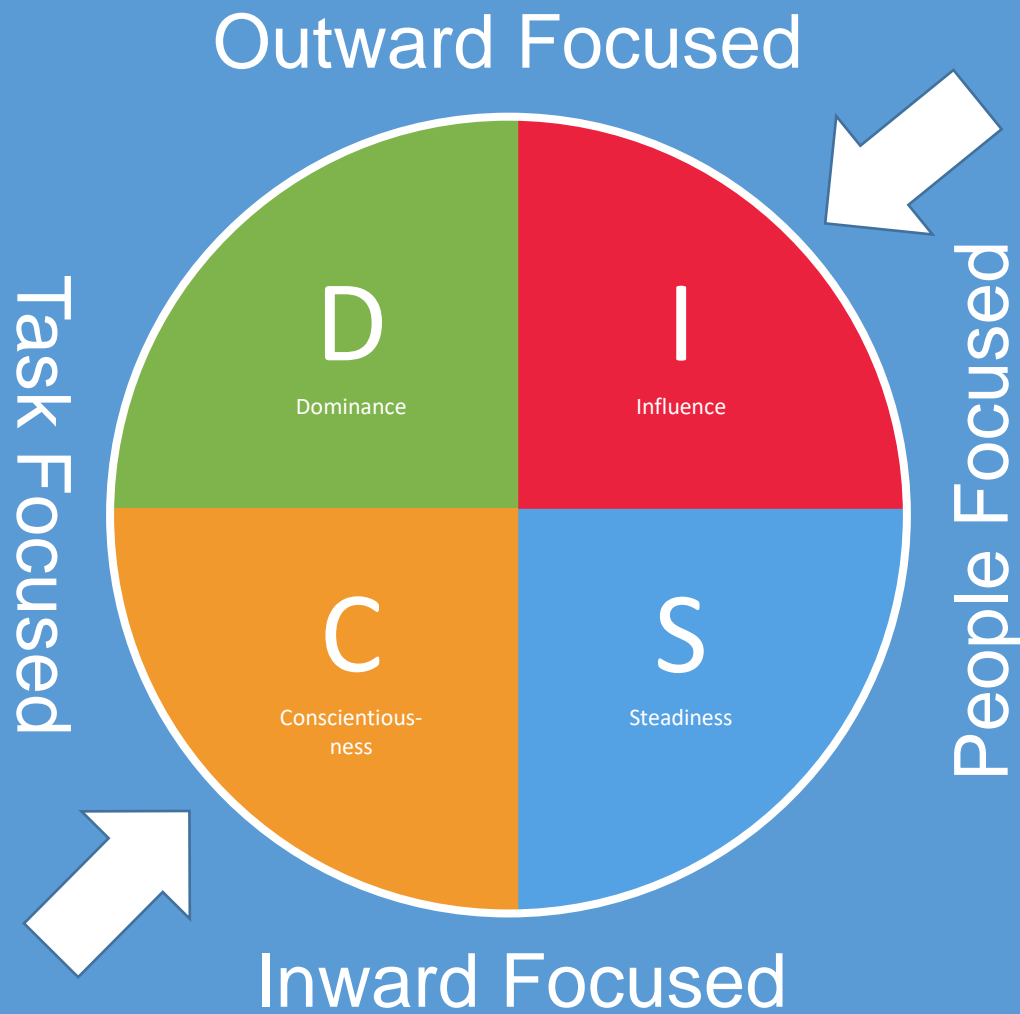 Outward Focused
Task Focused
D
Dominance
I
Influence
People Focused
C
Conscientious-
ness
S
Steadiness
Inward Focused